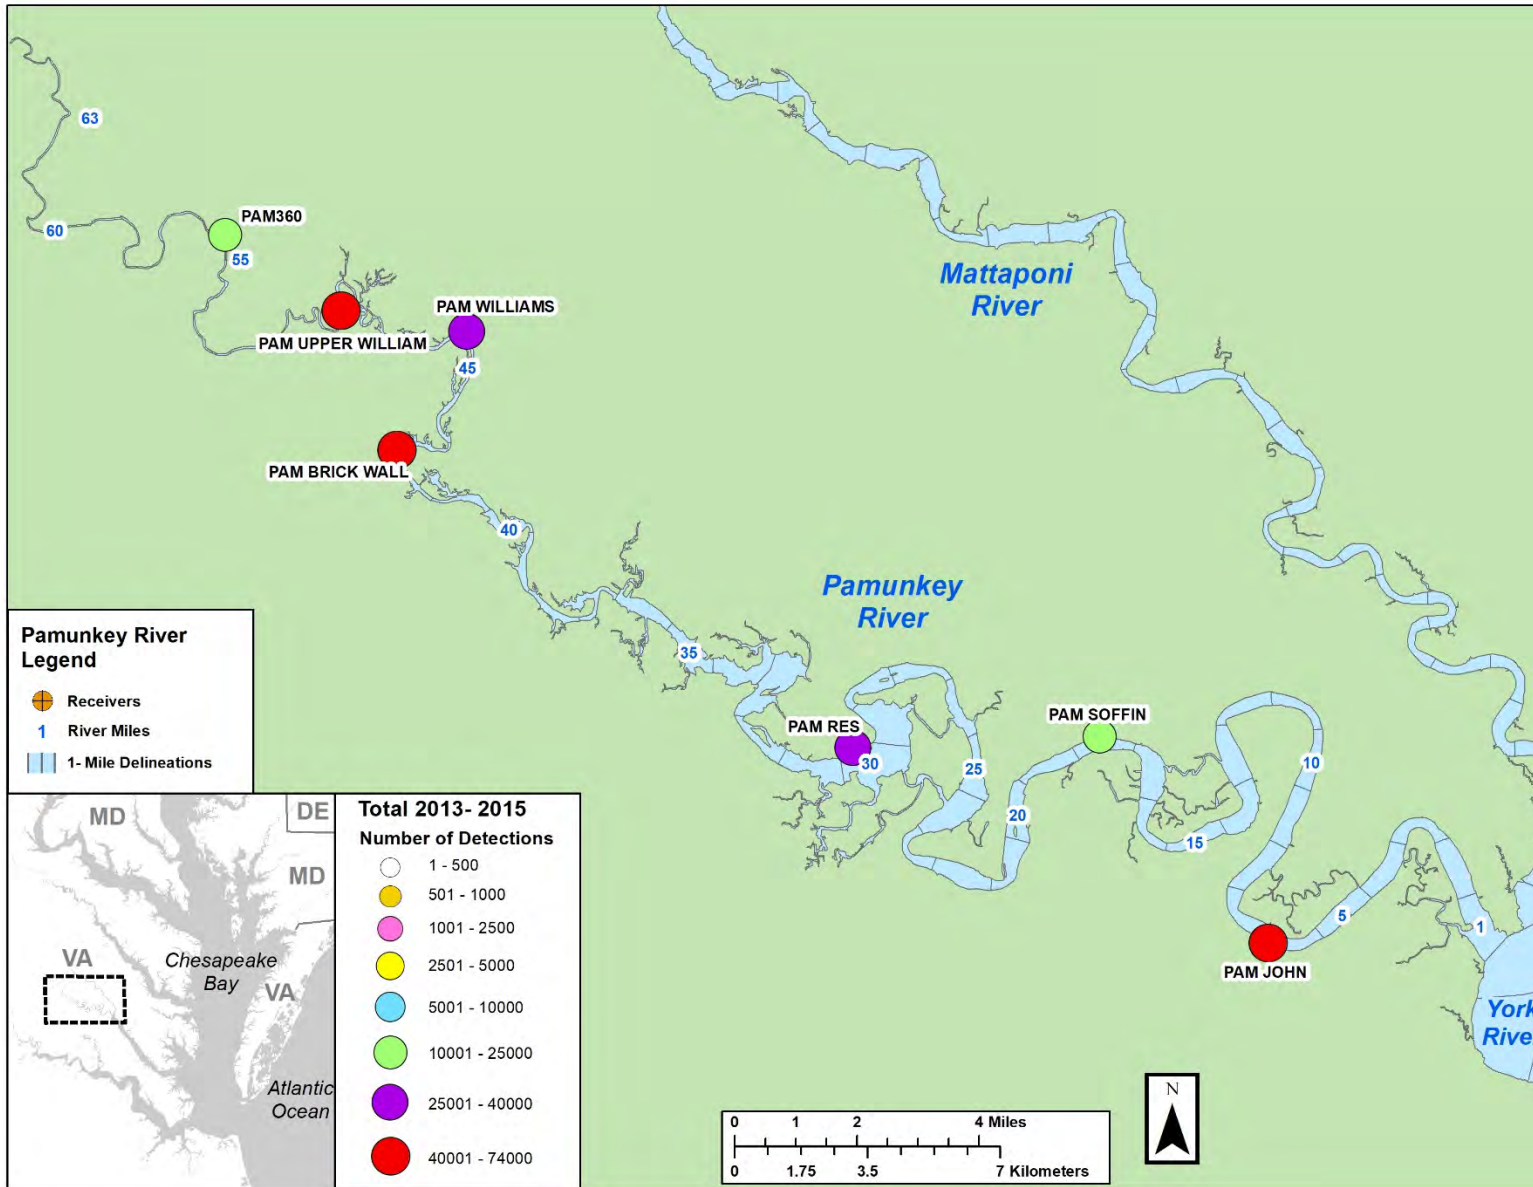 63
PAM360
60
55
PAM WILLIAMS
PAM UPPER WILLIAM
45
PAM BRICK WALL
40
Mattaponi
River
Pamunkey
River
35
PAM RES
30
25
PAM SOFFIN
20
15
10
5
1
PAM JOHN
York
River
Pamunkey River
Legend
Receivers
1 River Miles
1- Mile Delineations
MD
DE
MD
VA
Chesapeake
Bay
VA
Atlantic
Ocean
Total 2013- 2015
Number of Detections
1 - 500
501 - 1000
1001 - 2500
2501 - 5000
5001 - 10000
10001 - 25000
25001 - 40000
40001 - 74000
N
0 1 2 4 Miles
0 1.75 3.5 7 Kilometers